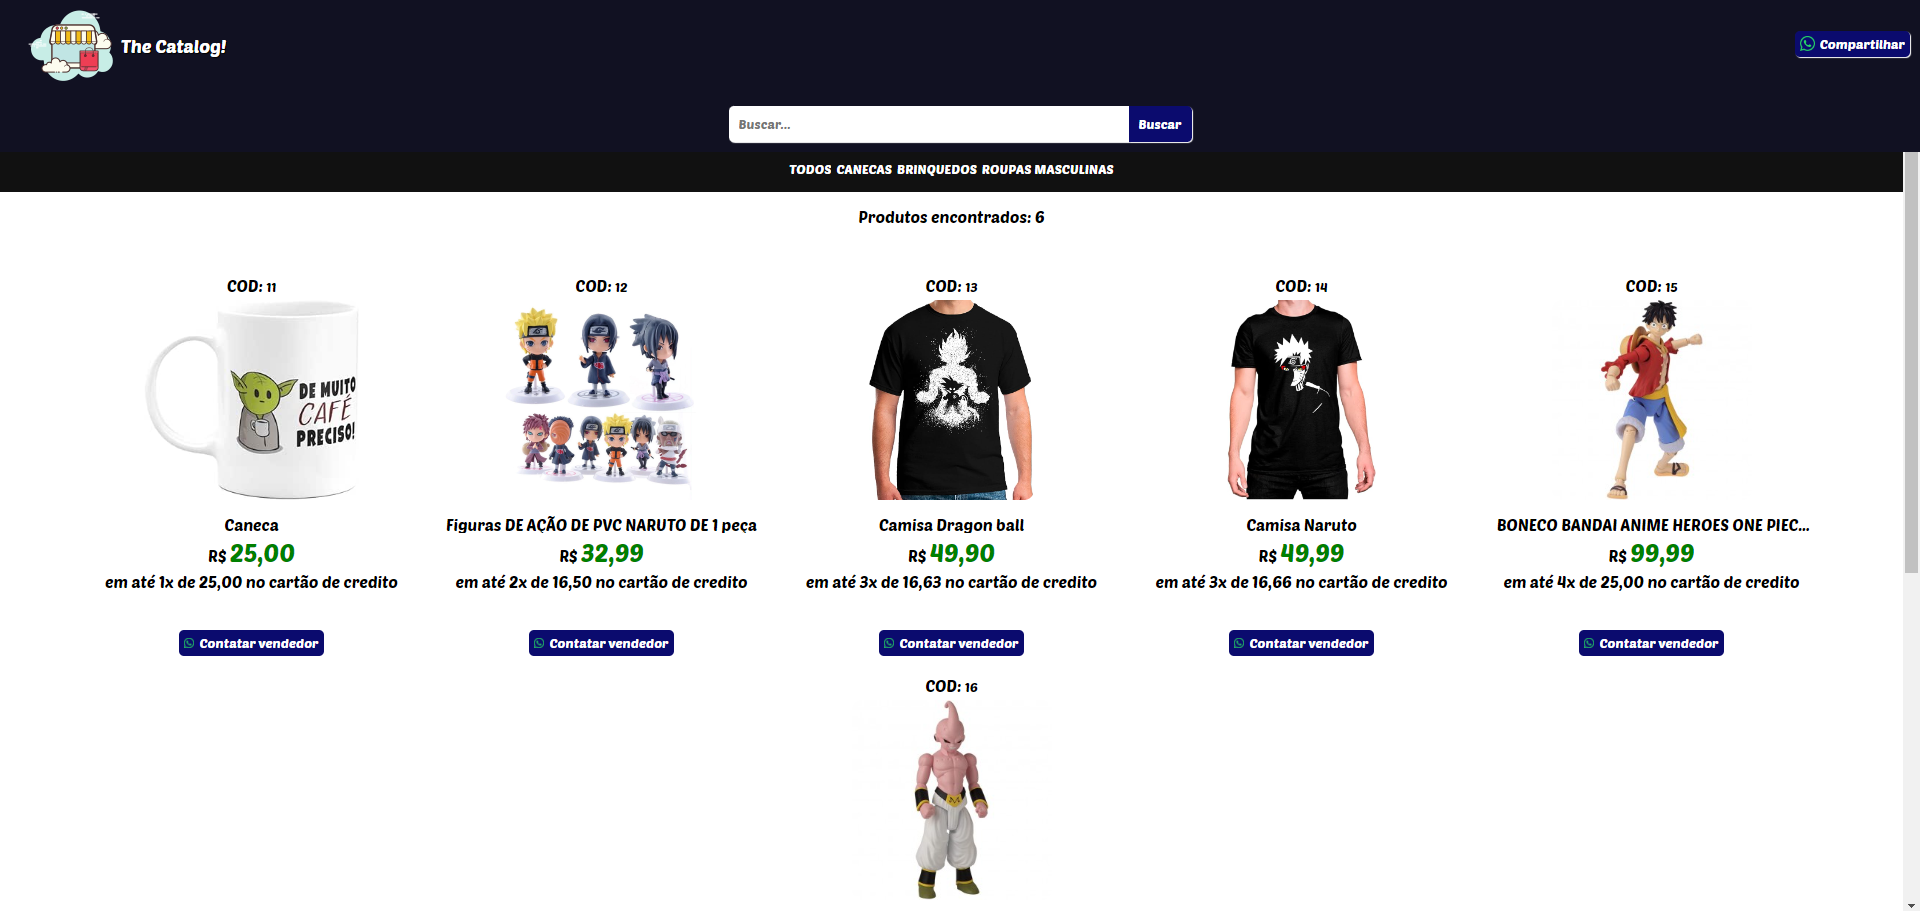 The Catalog!
Compartilhar
Buscar...
Buscar
TODOS CANECAS BRINQUEDOS ROUPAS MASCULINAS
Produtos encontrados: 6
COD: 11
DE MUITO
CAFÉ
PRECISO!
Caneca
R$ 25,00
em até 1x de 25,00 no cartão de credito
Contatar vendedor
COD: 12
Figuras DE AÇÃO DE PVC NARUTO DE 1 peça
R$ 32,99
em até 2x de 16,50 no cartão de credito
Contatar vendedor
COD: 13
Camisa Dragon ball
R$ 49,90
em até 3x de 16,63 no cartão de credito
Contatar vendedor
COD: 14
Camisa Naruto
R$ 49,99
em até 3x de 16,66 no cartão de credito
Contatar vendedor
COD: 15
BONECO BANDAI ANIME HEROES ONE PIEC...
R$ 99,99
em até 4x de 25,00 no cartão de credito
Contatar vendedor
COD: 16